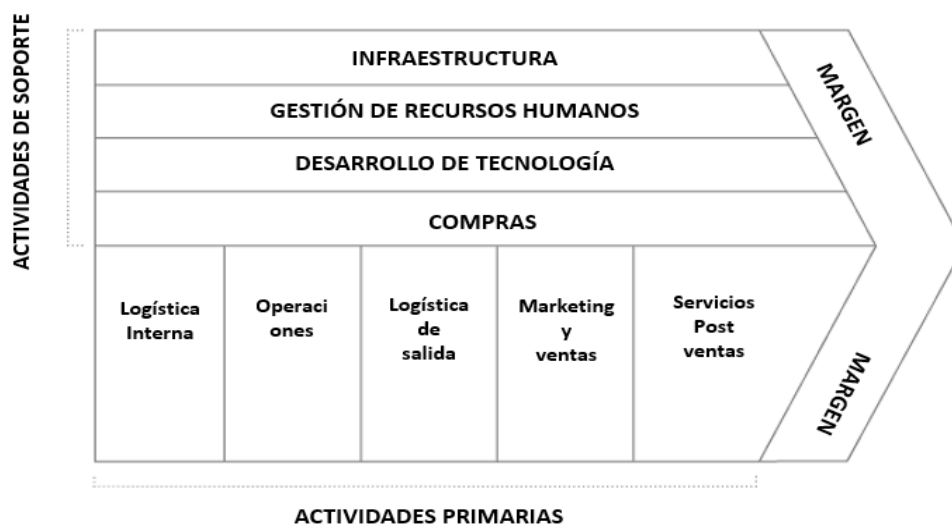 ACTIVIDADES DE SOPORTE
INFRAESTRUCTURA
GESTIÓN DE RECURSOS HUMANOS
DESARROLLO DE TECNOLOGÍA
COMPRAS
MARGEN
Logística
Interna
Operaci
ones
Logística
de
salida
Marketing
y
ventas
Servicios
Post
ventas
MARGEN
ACTIVIDADES PRIMARIAS